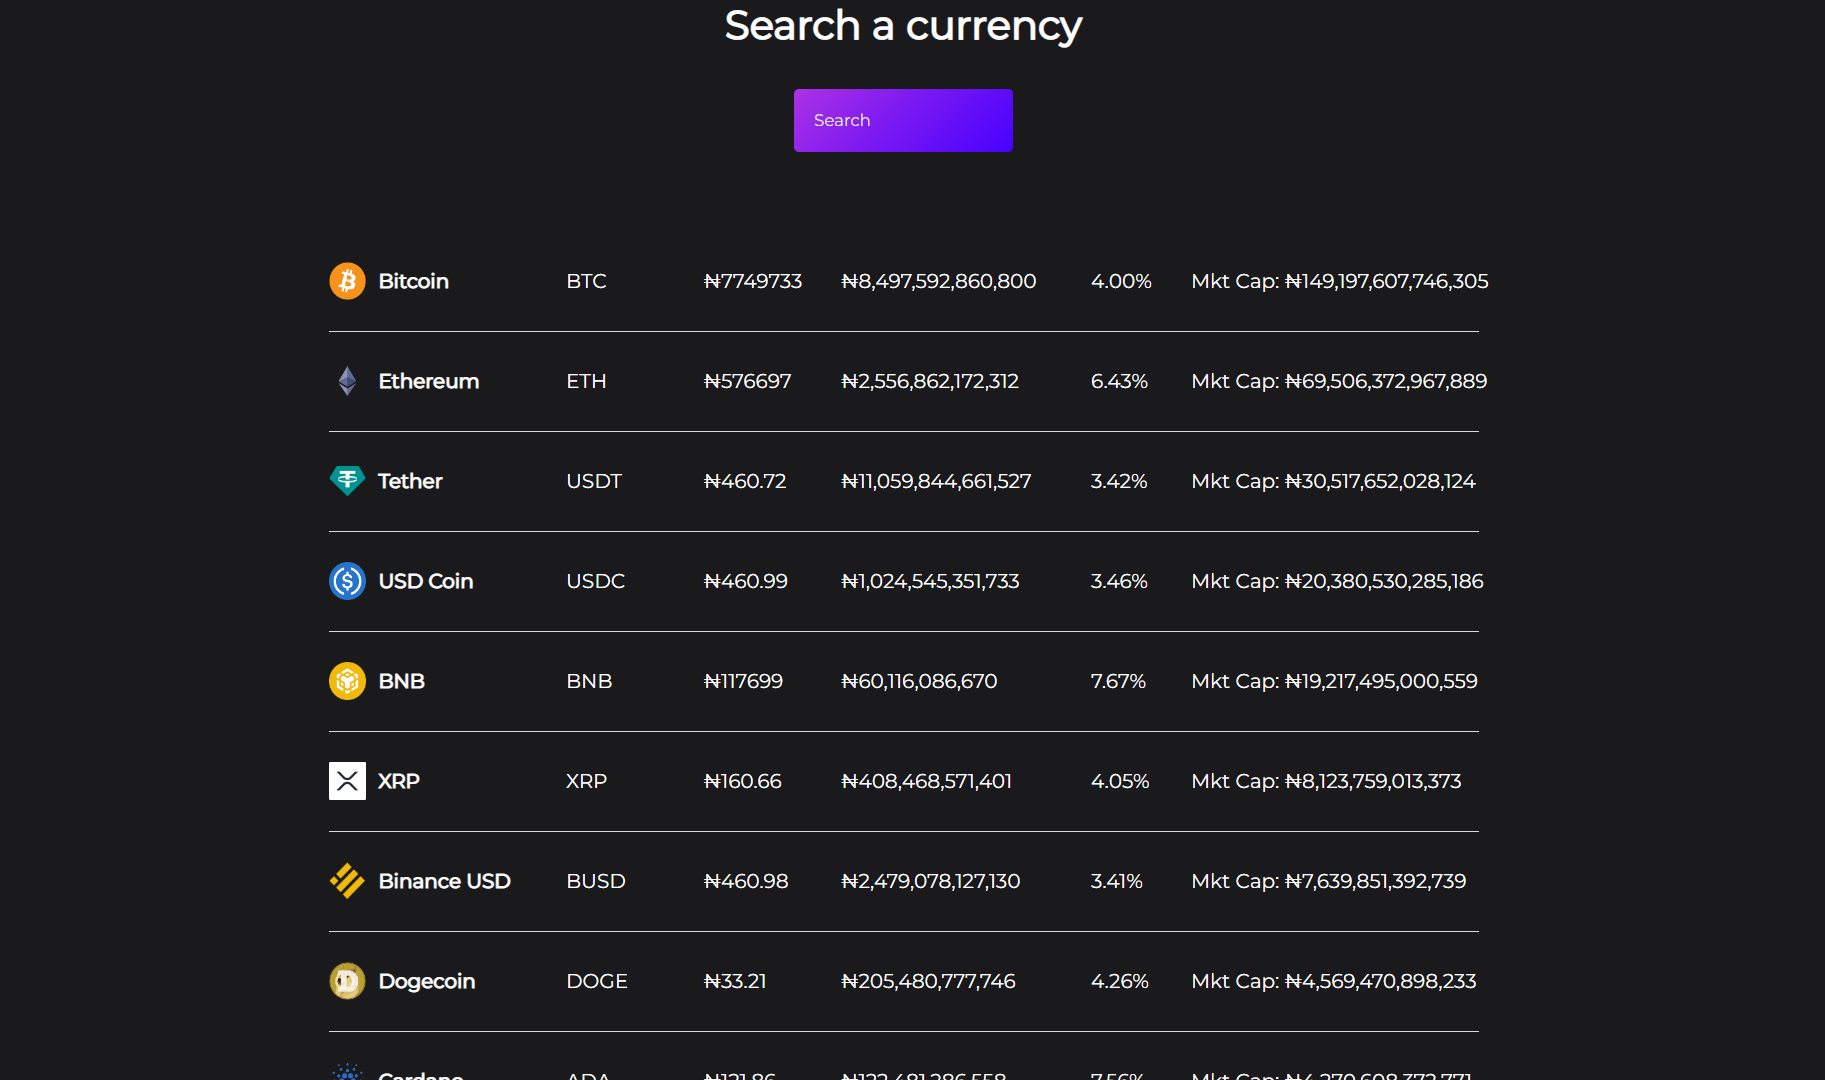 Search a currency
Search
Bitcoin BTC ₦7749733 ₦8,497,592,860,800 4.00% Mkt Cap: ₦149,197,607,746,305
Ethereum ETH ₦576697 ₦2,556,862,172,312 6.43% Mkt Cap: ₦69,506,372,967,889
Tether USDT ₦460.72 ₦11,059,844,661,527 3.42% Mkt Cap: ₦30,517,652,028,124
USD Coin USDC ₦460.99 ₦1,024,545,351,733 3.46% Mkt Cap: ₦20,380,530,285,186
BNB BNB ₦117699 ₦60,116,086,670 7.67% Mkt Cap: ₦19,217,495,000,559
XRP XRP ₦160.66 ₦408,468,571,401 4.05% Mkt Cap: ₦8,123,759,013,373
Binance USD BUSD ₦460.98 ₦2,479,078,127,130 3.41% Mkt Cap: ₦7,639,851,392,739
Dogecoin DOGE ₦33.21 ₦205,480,777,746 4.26% Mkt Cap: ₦4,569,470,898,233
Cardano ADA Mkt Cap: